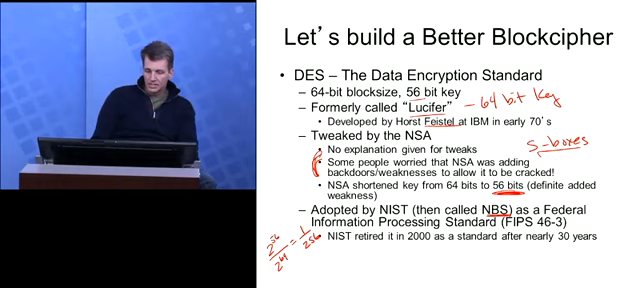 Let's build a Better Blockcipher
• DES – The Data Encryption Standard
– 64-bit blocksize, 56 bit key
– Formerly called "Lucifer" - 64 bit key
• Developed by Horst Feistel at IBM in early 70's
– Tweaked by the NSA
S-boxes
• No explanation given for tweaks
• Some people worried that NSA was adding
backdoors/weaknesses to allow it to be cracked!
• NSA shortened key from 64 bits to 56 bits (definite added
weakness)
– Adopted by NIST (then called NBS) as a Federal
Information Processing Standard (FIPS 46-3)
• NIST retired it in 2000 as a standard after nearly 30 years
2^56 / 2^64 = 1 / 256